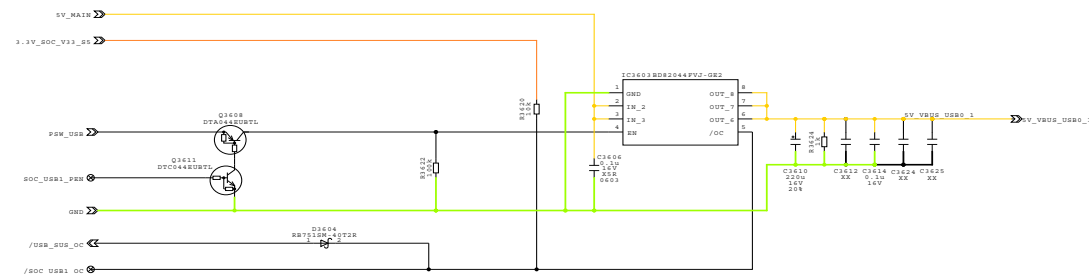 5V_MAIN
3.3V_SOC_V33_S5
IC3603 BD82044FVJ-GE2
1 GND OUT_8 8
2 IN_2 OUT_7 7
3 IN_3 OUT_6 6
4 EN /OC 5
R3620
10k
Q3608
DTA044EUBTL
PSW_USB
5V_VBUS_USB0_1
5V_VBUS_USB0_1
R3624
1k
Q3611
DTC044EUBTL
R3622
100k
C3606
0.1u
16V
X5R
0603
SOC_USB1_PEN
C3610
220u
16V
20%
C3612
XX
C3614
0.1u
16V
C3624
XX
C3625
XX
GND
D3604
RB751SM-40T2R
1 2
/USB_SUS_OC
/SOC_USB1_OC